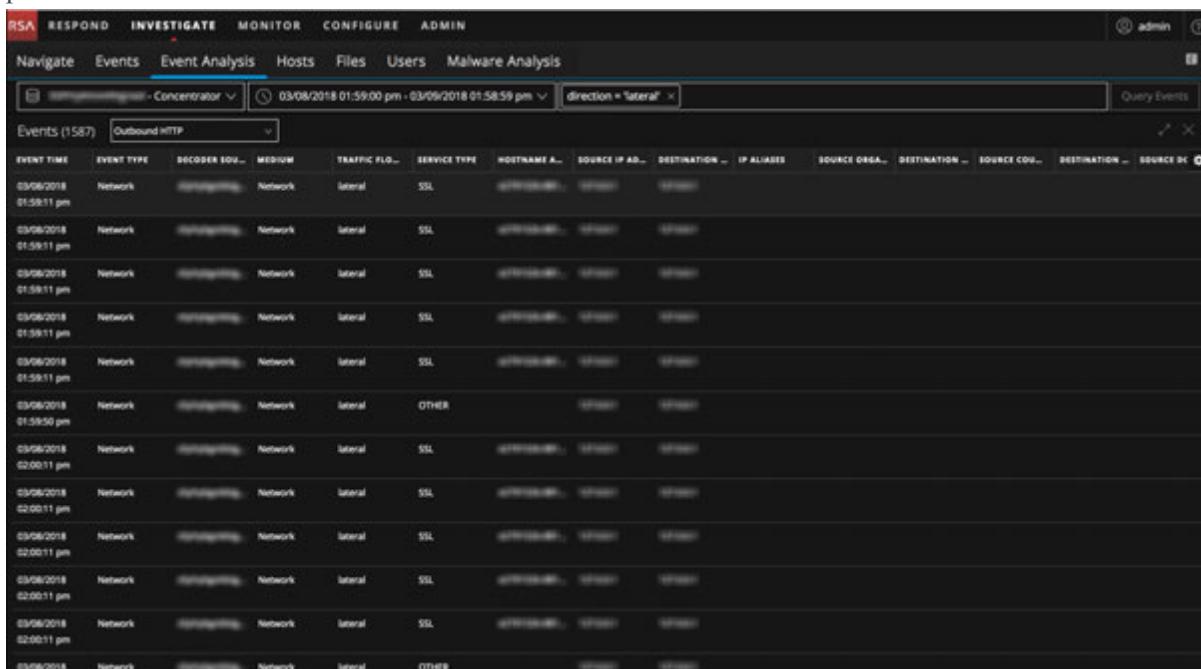 RSA RESPOND INVESTIGATE MONITOR CONFIGURE ADMIN admin
Navigate Events Event Analysis Hosts Files Users Malware Analysis
- Concentrator 03/08/2018 01:59:00 pm - 03/09/2018 01:58:59 pm direction = 'lateral' × Query Events
Events (1587) Outbound HTTP
EVENT TIME EVENT TYPE DECODER SOU... MEDIUM TRAFFIC FLO... SERVICE TYPE HOSTNAME A... SOURCE IP AD... DESTINATION ... IP ALIASES SOURCE ORGA... DESTINATION ... SOURCE COU... DESTINATION ... SOURCE DO
03/08/2018 Network Network lateral SSL
01:59:11 pm
03/08/2018 Network Network lateral SSL
01:59:11 pm
03/08/2018 Network Network lateral SSL
01:59:11 pm
03/08/2018 Network Network lateral SSL
01:59:11 pm
03/08/2018 Network Network lateral SSL
01:59:11 pm
03/08/2018 Network Network lateral OTHER
01:59:50 pm
03/08/2018 Network Network lateral SSL
02:00:11 pm
03/08/2018 Network Network lateral SSL
02:00:11 pm
03/08/2018 Network Network lateral SSL
02:00:11 pm
03/08/2018 Network Network lateral SSL
02:00:11 pm
03/08/2018 Network Network lateral SSL
02:00:11 pm
03/08/2018 Network Network lateral OTHER